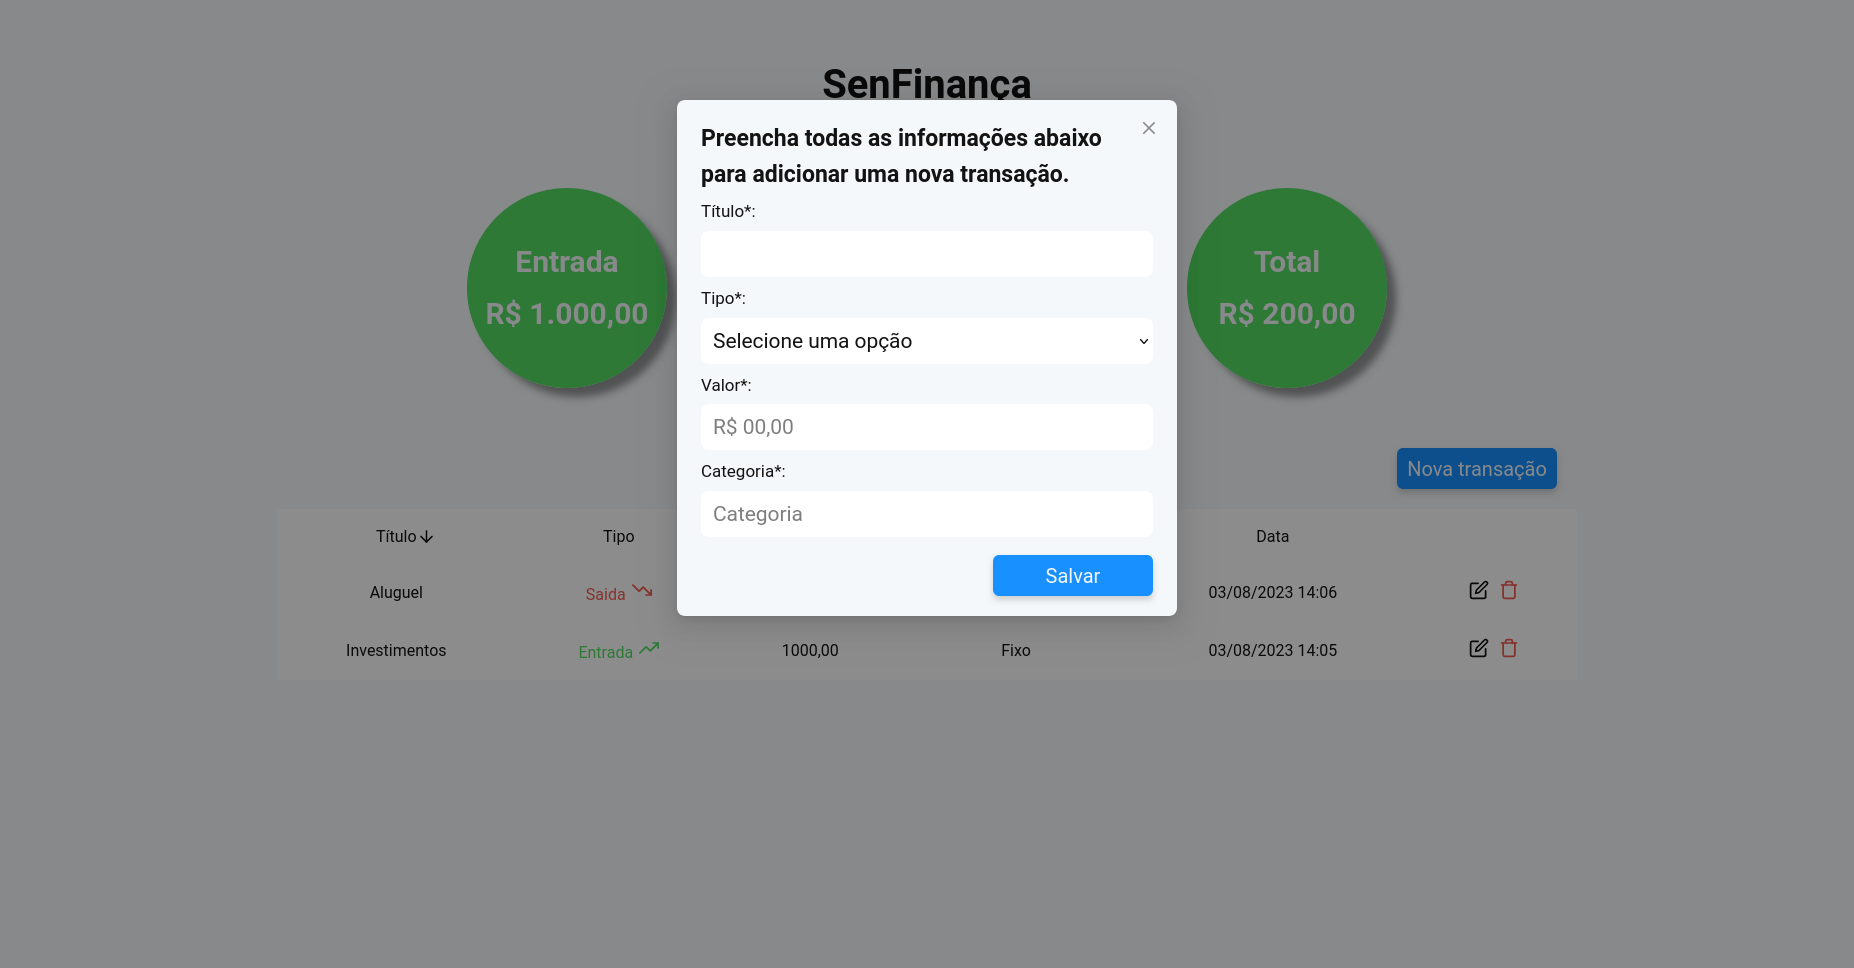 SenFinança
Preencha todas as informações abaixo
para adicionar uma nova transação.
Título*:
Tipo*:
Selecione uma opção
Valor*:
R$ 00,00
Categoria*:
Categoria
Salvar
Entrada
R$ 1.000,00
Total
R$ 200,00
Nova transação
Título Tipo Data
Aluguel Saida 03/08/2023 14:06
Investimentos Entrada 1000,00 Fixo 03/08/2023 14:05